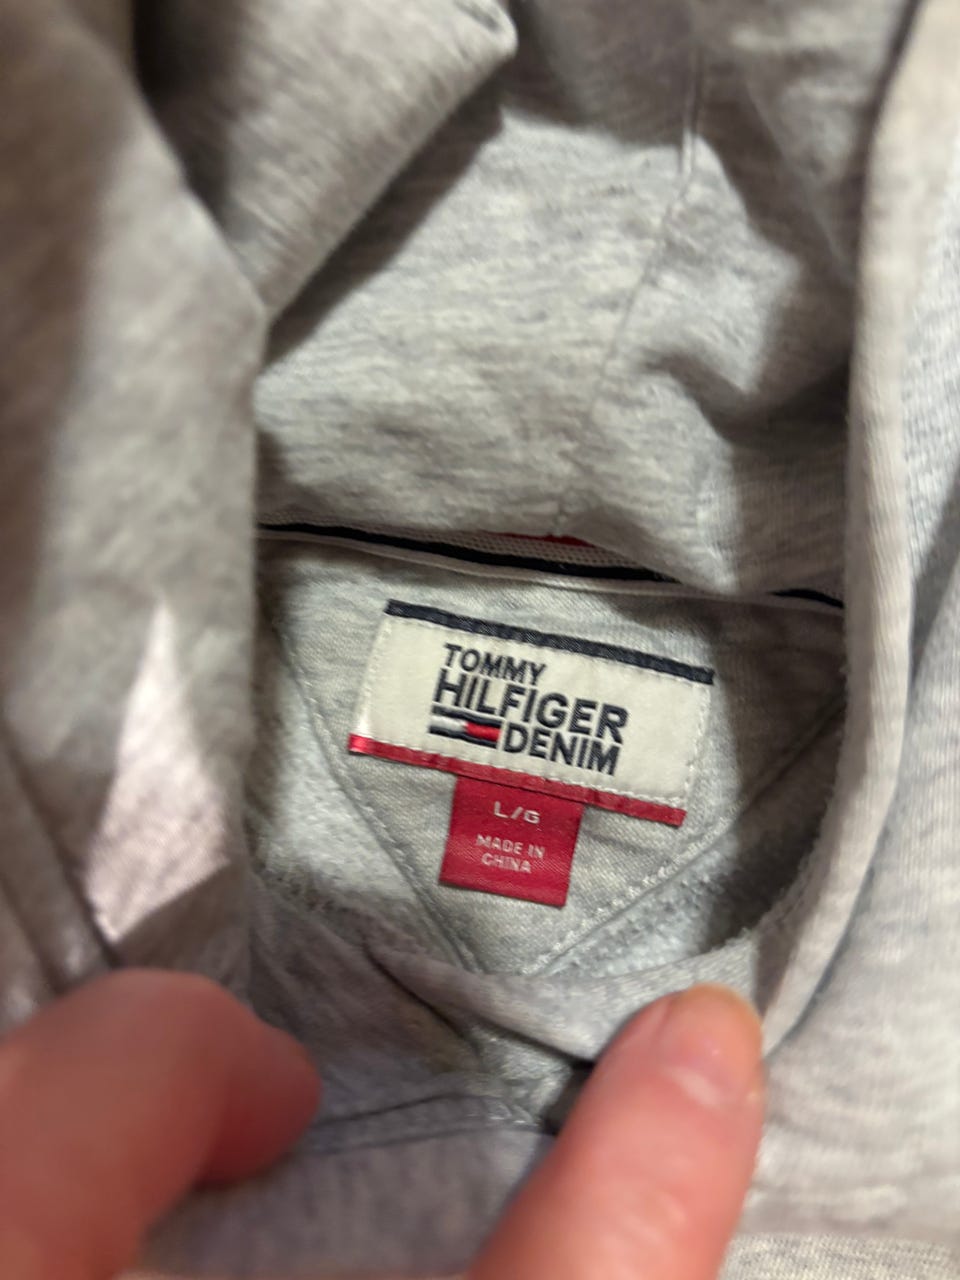 TOMMY
HILFIGER
DENIM
L/G
MADE IN
CHINA